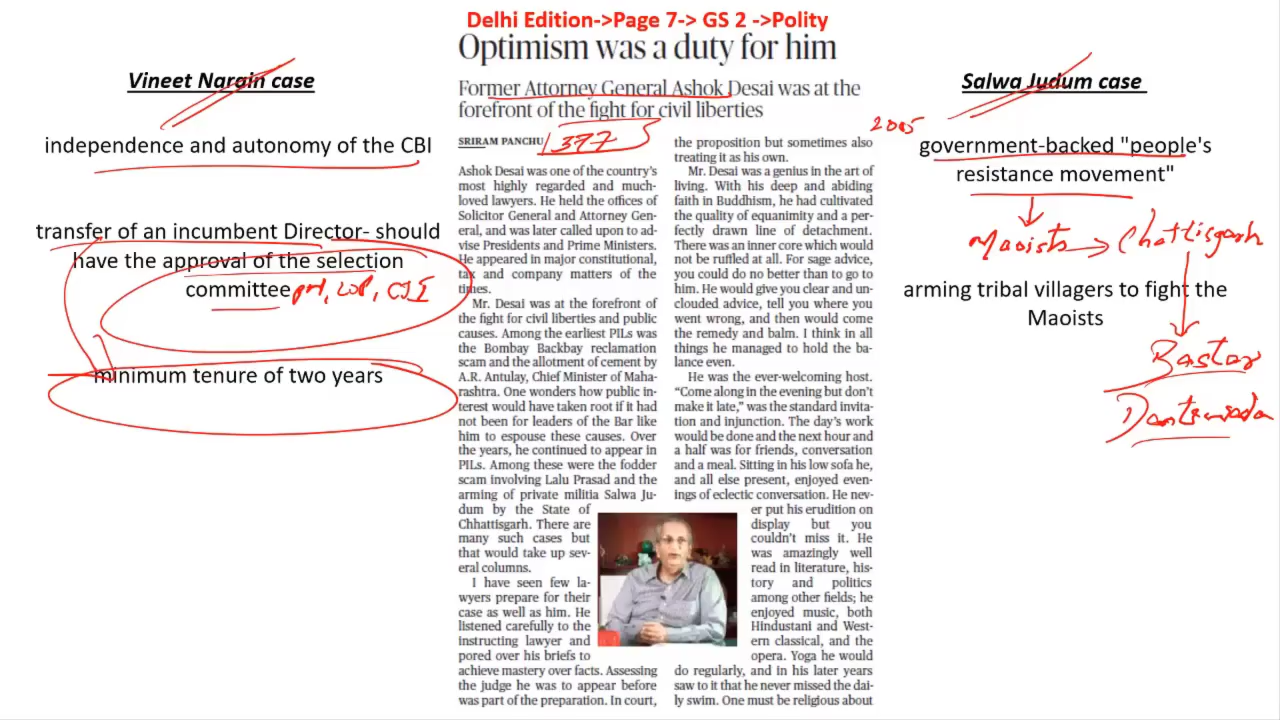 Delhi Edition->Page 7-> GS 2 ->Polity
Optimism was a duty for him
Former Attorney General Ashok Desai was at the
forefront of the fight for civil liberties
SRIRAM PANCHU
377
Ashok Desai was one of the country's
most highly regarded and much-
loved lawyers. He held the offices of
Solicitor General and Attorney Gen-
eral, and was later called upon to ad-
vise Presidents and Prime Ministers.
He appeared in major constitutional,
tax and company matters of the
times.
Mr. Desai was at the forefront of
the fight for civil liberties and public
causes. Among the earliest PILs was
the Bombay Backbay reclamation
scam and the allotment of cement by
A.R. Antulay, Chief Minister of Maha-
rashtra. One wonders how public in-
terest would have taken root if it had
not been for leaders of the Bar like
him to espouse these causes. Over
the years, he continued to appear in
PILs. Among these were the fodder
scam involving Lalu Prasad and the
arming of private militia Salwa Ju-
dum by the State of
Chhattisgarh. There are
many such cases but
that would take up sev-
eral columns.
I have seen few la-
wyers prepare for their
case as well as him. He
listened carefully to the
instructing lawyer and
pored over his briefs to
achieve mastery over facts. Assessing
the judge he was to appear before
was part of the preparation. In court,
the proposition but sometimes also
treating it as his own.
Mr. Desai was a genius in the art of
living. With his deep and abiding
faith in Buddhism, he had cultivated
the quality of equanimity and a per-
fectly drawn line of detachment.
There was an inner core which would
not be ruffled at all. For sage advice,
you could do no better than to go to
him. He would give you clear and un-
clouded advice, tell you where you
went wrong, and then would come
the remedy and balm. I think in all
things he managed to hold the ba-
lance even.
He was the ever-welcoming host.
“Come along in the evening but don't
make it late,” was the standard invita-
tion and injunction. The day's work
would be done and the next hour and
a half was for friends, conversation
and a meal. Sitting in his low sofa he,
and all else present, enjoyed even-
ings of eclectic conversation. He nev-
er put his erudition on
display but you
couldn't miss it. He
was amazingly well
read in literature, his-
tory and politics
among other fields; he
enjoyed music, both
Hindustani and West-
ern classical, and the
opera. Yoga he would
do regularly, and in his later years
saw to it that he never missed the dai-
ly swim. One must be religious about
Vineet Narain case
independence and autonomy of the CBI
transfer of an incumbent Director- should
have the approval of the selection
committee PM, LOP, CJI
minimum tenure of two years
Salwa Judum case
2005
government-backed "people's
resistance movement"
Maoists Chattisgarh
arming tribal villagers to fight the
Maoists
Bastar
Dantewada